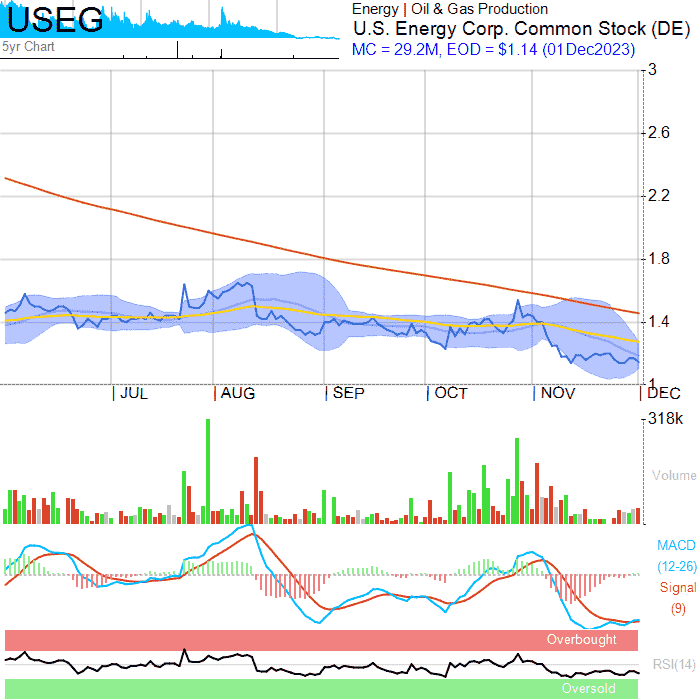 USEG
5yr Chart
Energy | Oil & Gas Production
U.S. Energy Corp. Common Stock (DE)
MC = 29.2M, EOD = $1.14 (01Dec2023)
3
2.6
2.2
1.8
1.4
1
JUL AUG SEP OCT NOV DEC
318k
Volume
MACD
(12-26)
Signal
(9)
Overbought
RSI(14)
Oversold